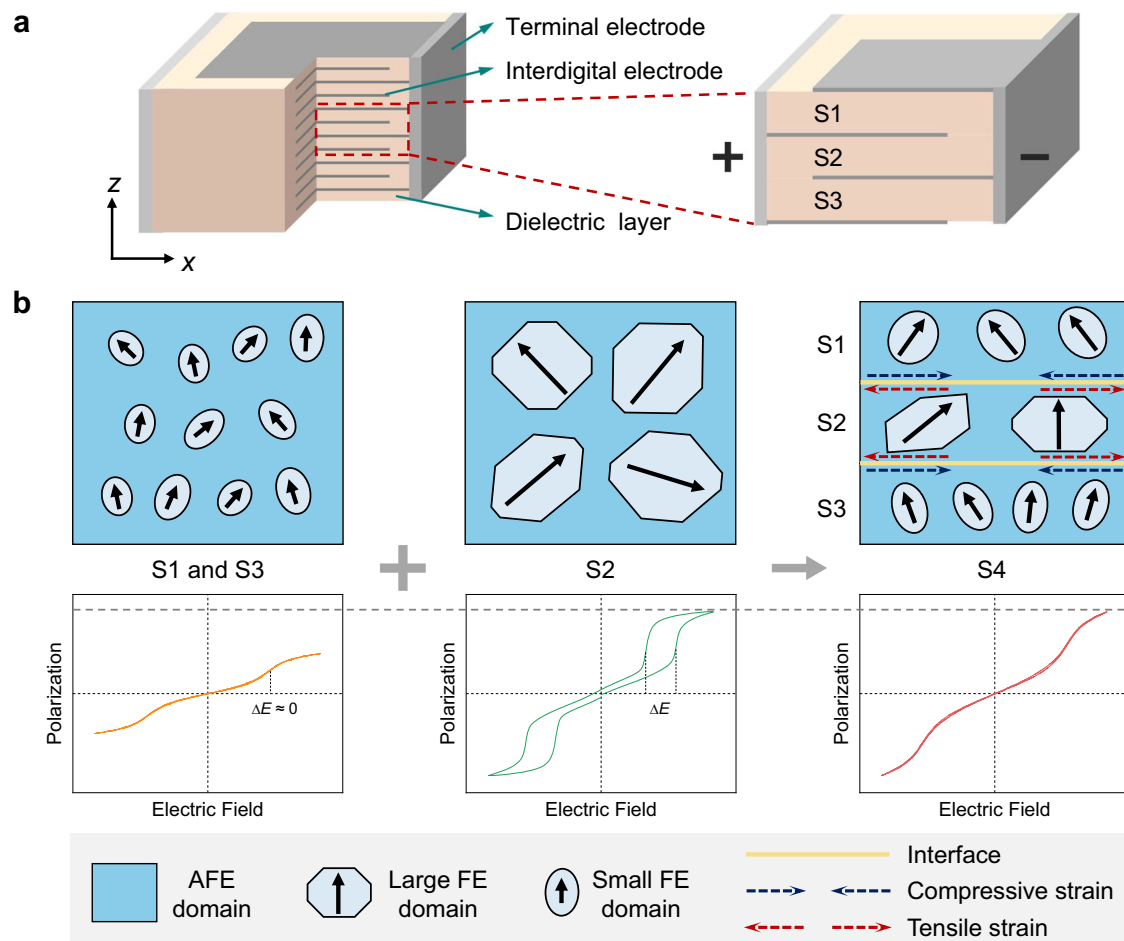 a
Terminal electrode
Interdigital electrode
Dielectric layer
z
x
+
S1
S2
S3
−
b
S1
S2
S3
S1 and S3
S2
S4
Polarization
ΔE ≈ 0
Electric Field
Polarization
ΔE
Electric Field
Polarization
Electric Field
AFE
domain
Large FE
domain
Small FE
domain
Interface
Compressive strain
Tensile strain